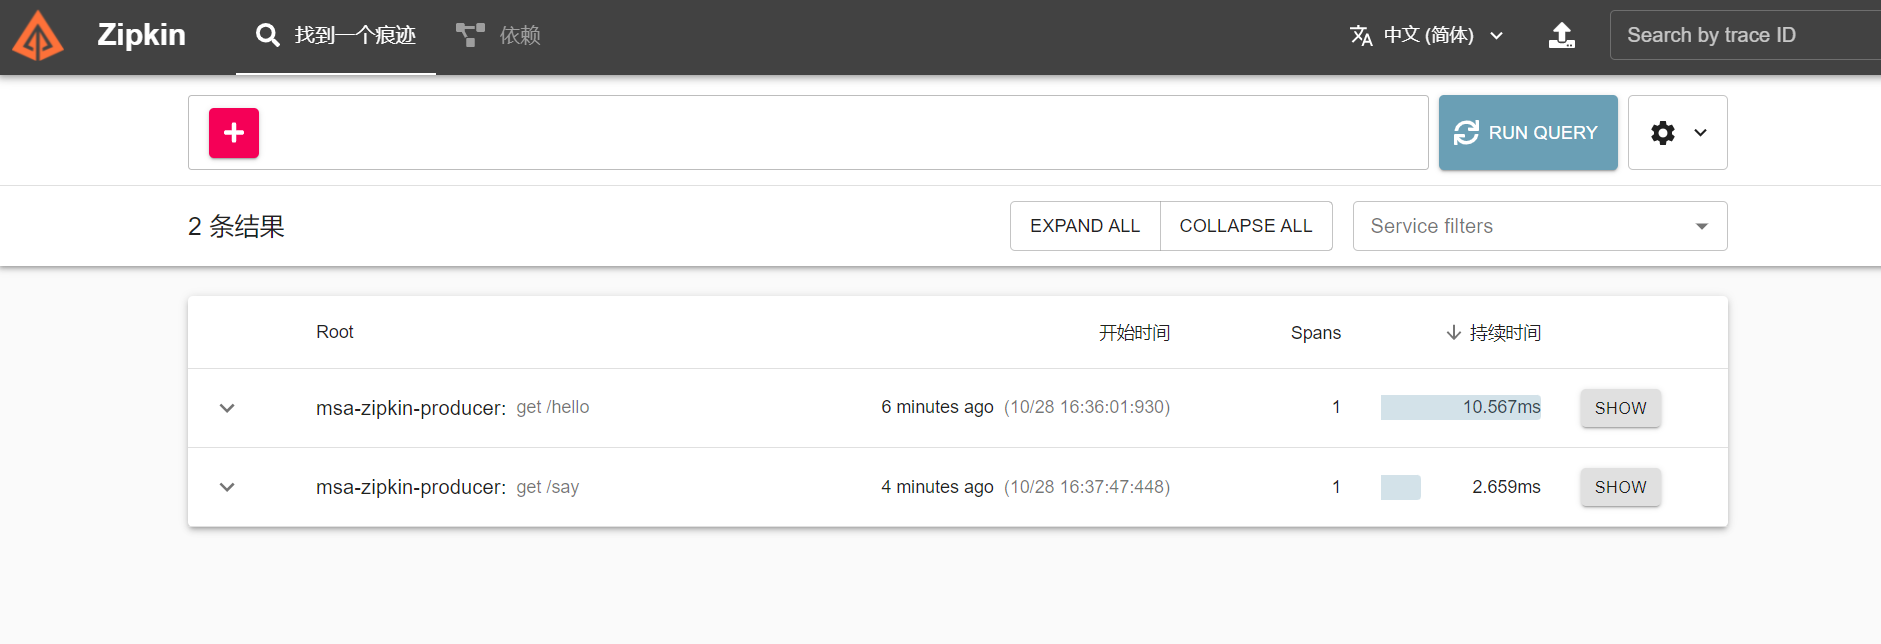 Zipkin 找到一个痕迹 依赖 中文 (简体) Search by trace ID
RUN QUERY
2 条结果 EXPAND ALL COLLAPSE ALL Service filters
Root 开始时间 Spans 持续时间
msa-zipkin-producer: get /hello 6 minutes ago (10/28 16:36:01:930) 1 10.567ms SHOW
msa-zipkin-producer: get /say 4 minutes ago (10/28 16:37:47:448) 1 2.659ms SHOW